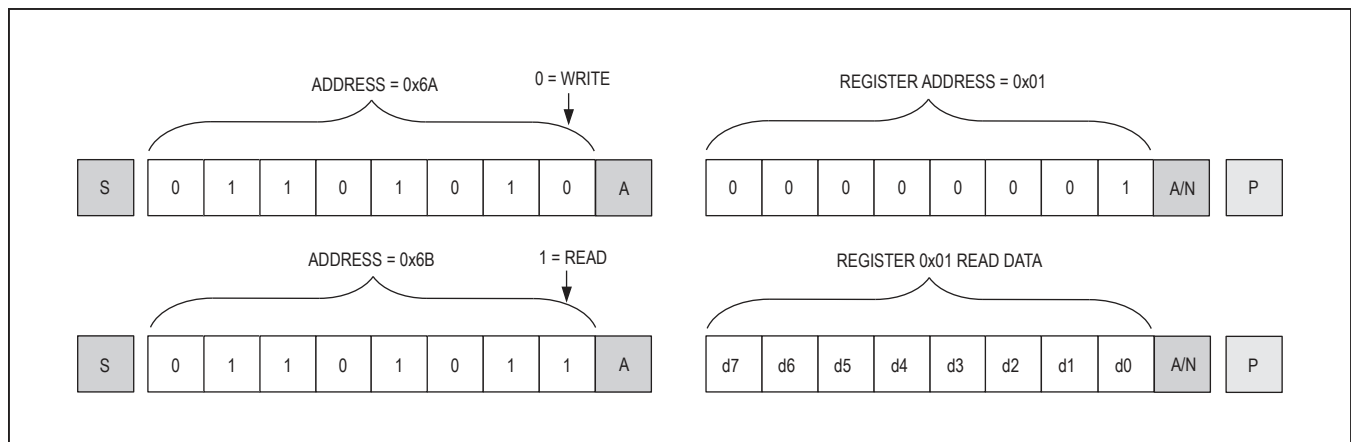 ADDRESS = 0x6A 0 = WRITE REGISTER ADDRESS = 0x01
S 0 1 1 0 1 0 1 0 A 0 0 0 0 0 0 0 1 A/N P
ADDRESS = 0x6B 1 = READ REGISTER 0x01 READ DATA
S 0 1 1 0 1 0 1 1 A d7 d6 d5 d4 d3 d2 d1 d0 A/N P